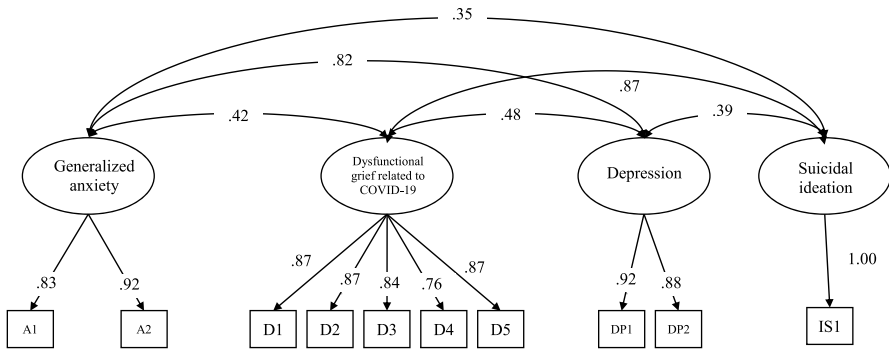 .35
.82
.87
.42
.48
.39
Generalized
anxiety
Dysfunctional
grief related to
COVID-19
Depression
Suicidal
ideation
.83
.92
.87
.87
.84
.76
.87
.92
.88
1.00
A1
A2
D1
D2
D3
D4
D5
DP1
DP2
IS1